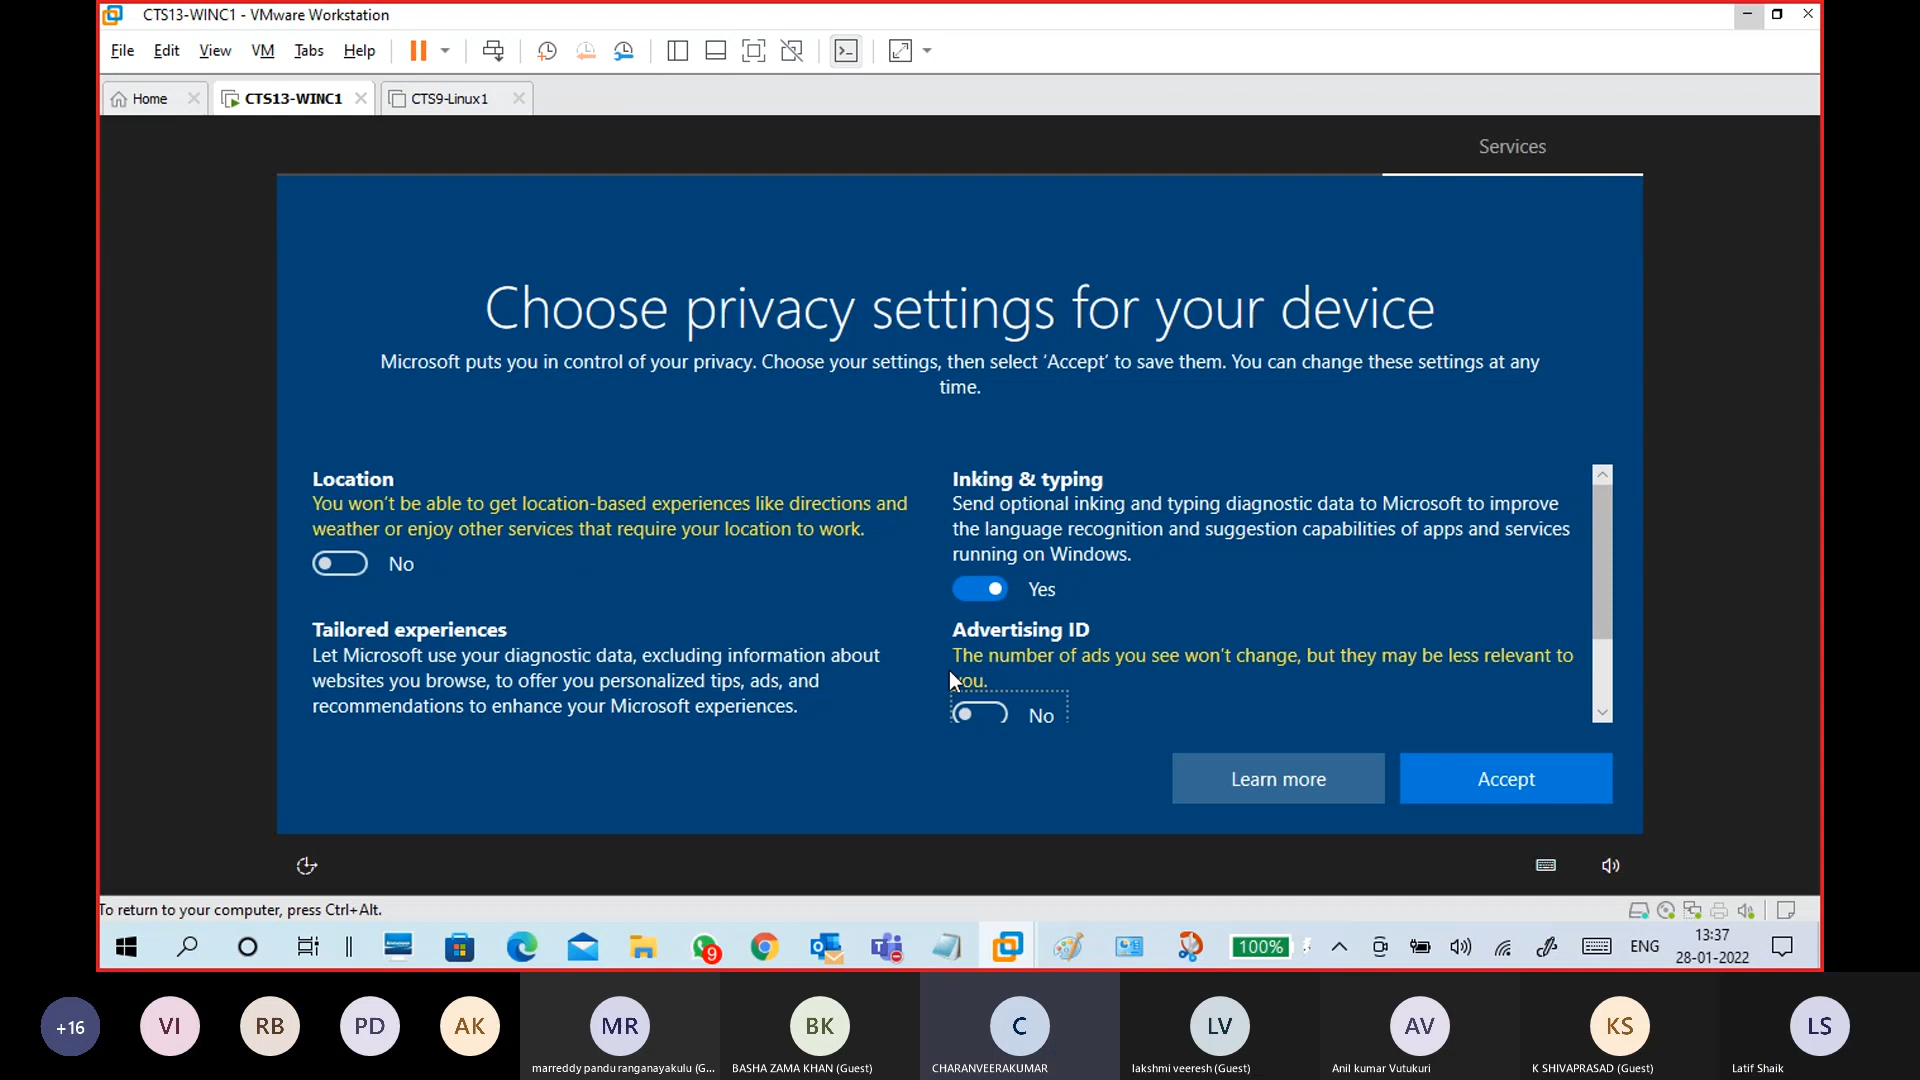 CTS13-WINC1 - VMware Workstation
File Edit View VM Tabs Help
Home CTS13-WINC1 CTS9-Linux1
Services
Choose privacy settings for your device
Microsoft puts you in control of your privacy. Choose your settings, then select ‘Accept’ to save them. You can change these settings at any
time.
Location
You won’t be able to get location-based experiences like directions and
weather or enjoy other services that require your location to work.
No
Inking & typing
Send optional inking and typing diagnostic data to Microsoft to improve
the language recognition and suggestion capabilities of apps and services
running on Windows.
Yes
Tailored experiences
Let Microsoft use your diagnostic data, excluding information about
websites you browse, to offer you personalized tips, ads, and
recommendations to enhance your Microsoft experiences.
Advertising ID
The number of ads you see won’t change, but they may be less relevant to
you.
No
Learn more
Accept
To return to your computer, press Ctrl+Alt.
9
100%
ENG
13:37
28-01-2022
+16
VI
RB
PD
AK
MR
marreddy pandu ranganayakulu (G...
BK
BASHA ZAMA KHAN (Guest)
C
CHARANVEERAKUMAR
LV
lakshmi veeresh (Guest)
AV
Anil kumar Vutukuri
KS
K SHIVAPRASAD (Guest)
LS
Latif Shaik